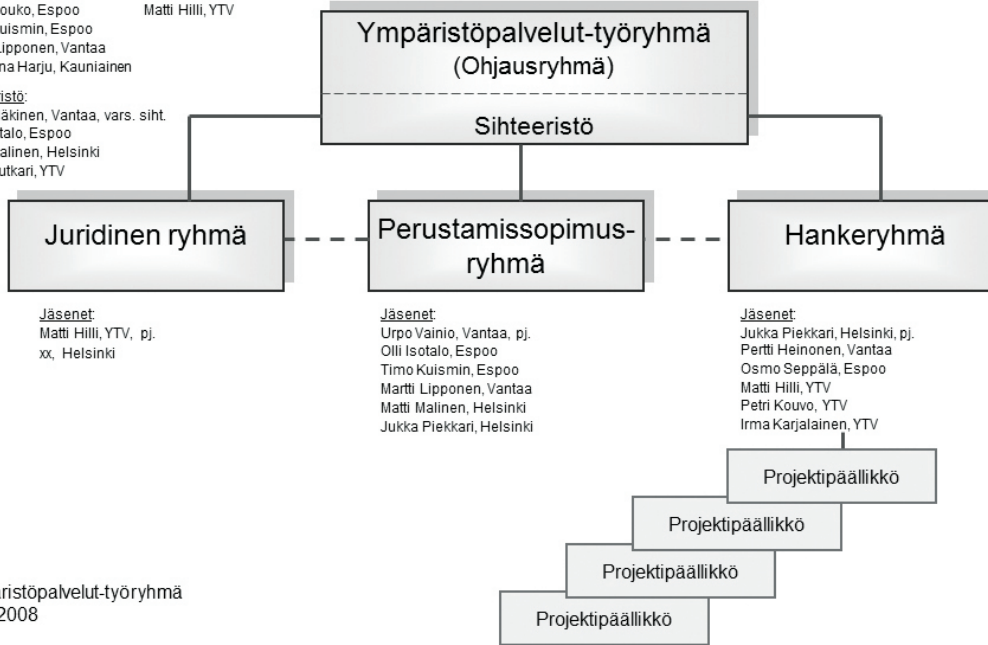 ouko, Espoo Matti Hilli, YTV
uismin, Espoo
Lipponen, Vantaa
na Harju, Kauniainen
ristö:
äkinen, Vantaa, vars. siht.
talo, Espoo
alinen, Helsinki
utkari, YTV
Ympäristöpalvelut-työryhmä
(Ohjausryhmä)
Sihteeristö
Juridinen ryhmä
Jäsenet:
Matti Hilli, YTV, pj.
xx, Helsinki
Perustamissopimus-
ryhmä
Jäsenet:
Urpo Vainio, Vantaa, pj.
Olli Isotalo, Espoo
Timo Kuismin, Espoo
Martti Lipponen, Vantaa
Matti Malinen, Helsinki
Jukka Piekkari, Helsinki
Hankeryhmä
Jäsenet:
Jukka Piekkari, Helsinki, pj.
Pertti Heinonen, Vantaa
Osmo Seppälä, Espoo
Matti Hilli, YTV
Petri Kouvo, YTV
Irma Karjalainen, YTV
Projektipäällikkö
Projektipäällikkö
Projektipäällikkö
Projektipäällikkö
äristöpalvelut-työryhmä
2008